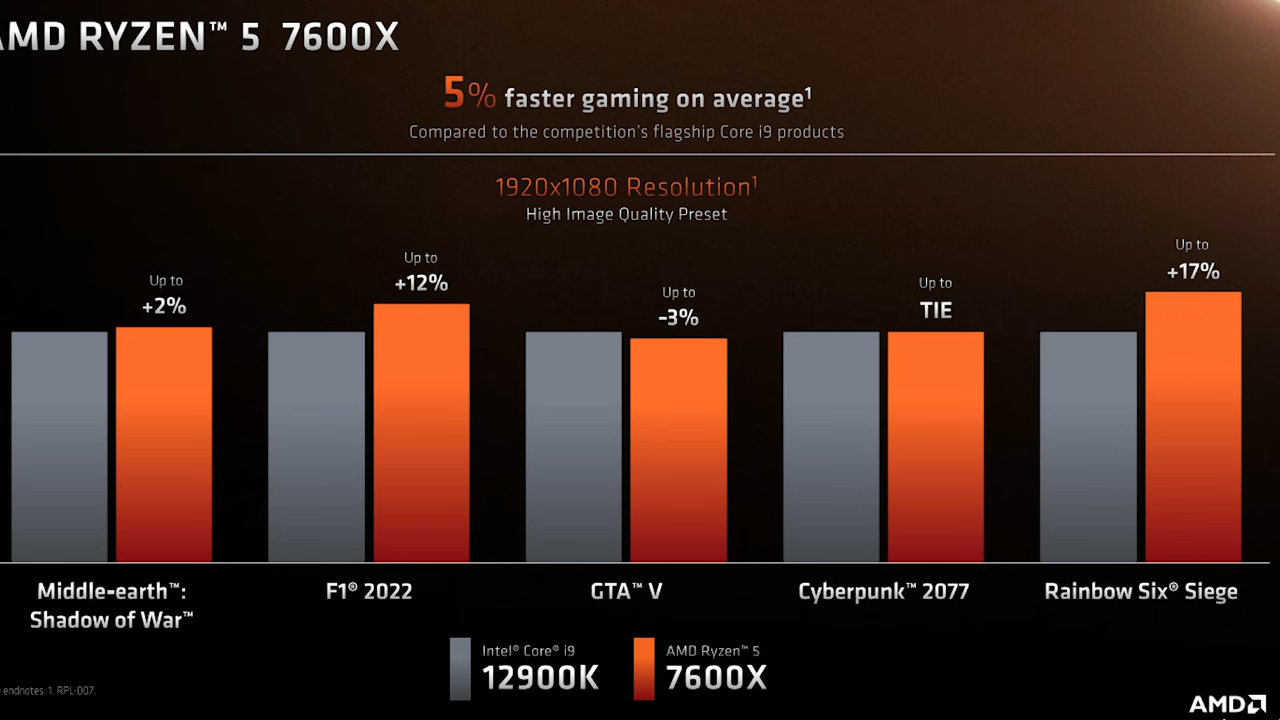 AMD RYZEN™ 5 7600X
5% faster gaming on average¹
Compared to the competition's flagship Core i9 products
1920x1080 Resolution¹
High Image Quality Preset
Up to
+2%
Up to
+12%
Up to
-3%
Up to
TIE
Up to
+17%
Middle-earth™:
Shadow of War™
F1® 2022
GTA™ V
Cyberpunk™ 2077
Rainbow Six® Siege
Intel® Core® i9
12900K
AMD Ryzen™ 5
7600X
endnotes: 1. RPL-007.
AMD